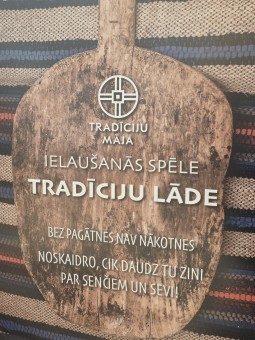 TRADĪCIJU
MĀJA
IELAUŠANĀS SPĒLE
TRADĪCIJU LĀDE
BEZ PAGĀTNES NAV NĀKOTNES
NOSKAIDRO, CIK DAUDZ TU ZINI
PAR SENČIEM UN SEVI!